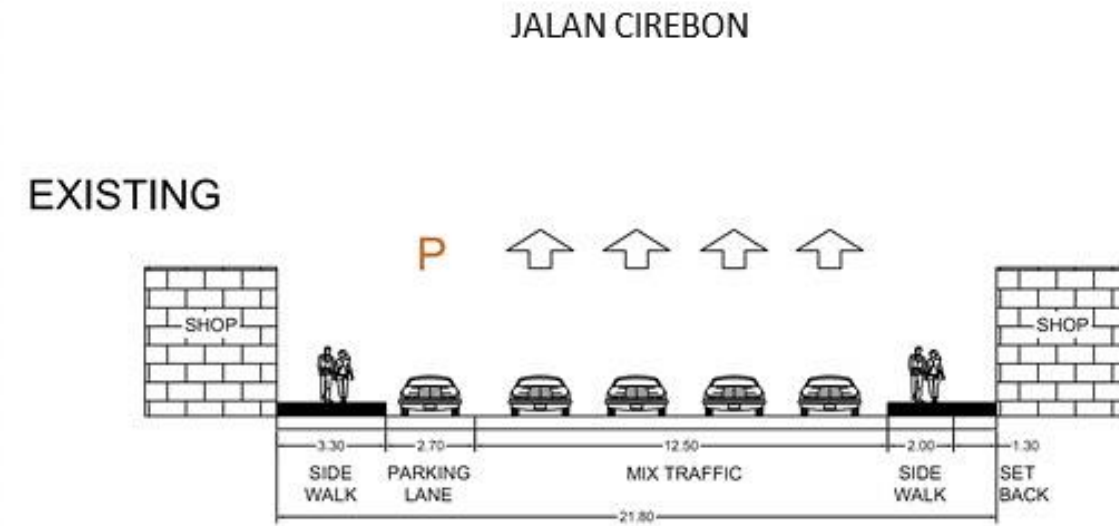 JALAN CIREBON
EXISTING
P
SHOP
SHOP
3.30
2.70
12.50
2.00
1.30
SIDE
WALK
PARKING
LANE
MIX TRAFFIC
SIDE
WALK
SET
BACK
21.80